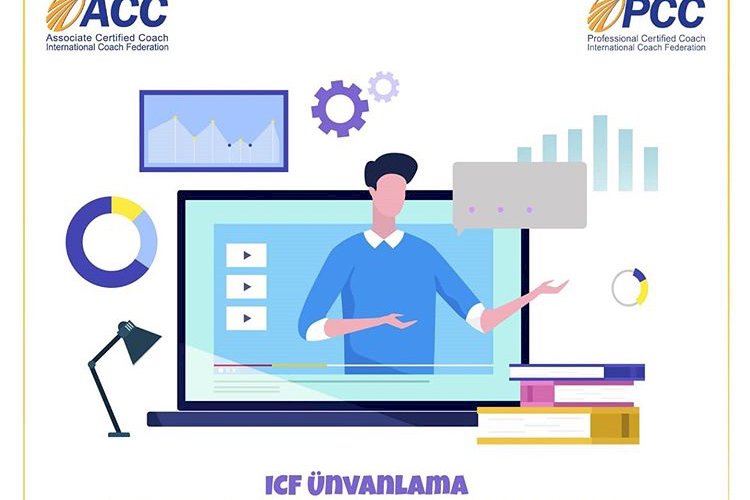 ACC
Associate Certified Coach
International Coach Federation
PCC
Professional Certified Coach
International Coach Federation
ICF ÜNVANLAMA